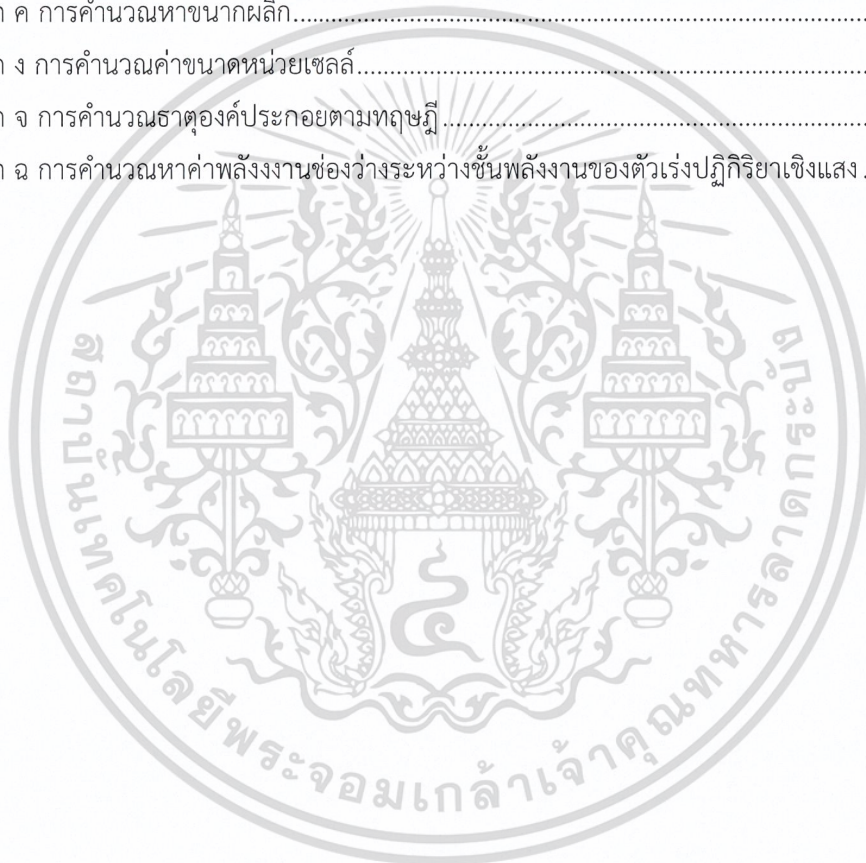 ก ค การคำนวณหาขนากผลึก
ก ง การคำนวณค่าขนาดหน่วยเซลล์
ก จ การคำนวณธาตุองค์ประกอยตามทฤษฎี
ก ฉ การคำนวณหาค่าพลังงงานช่องว่างระหว่างชั้นพลังงานของตัวเร่งปฏิกิริยาเชิงแสง
๔
สถาบันเทคโนโลยีพระจอมเกล้าเจ้าคุณทหารลาดกระบัง